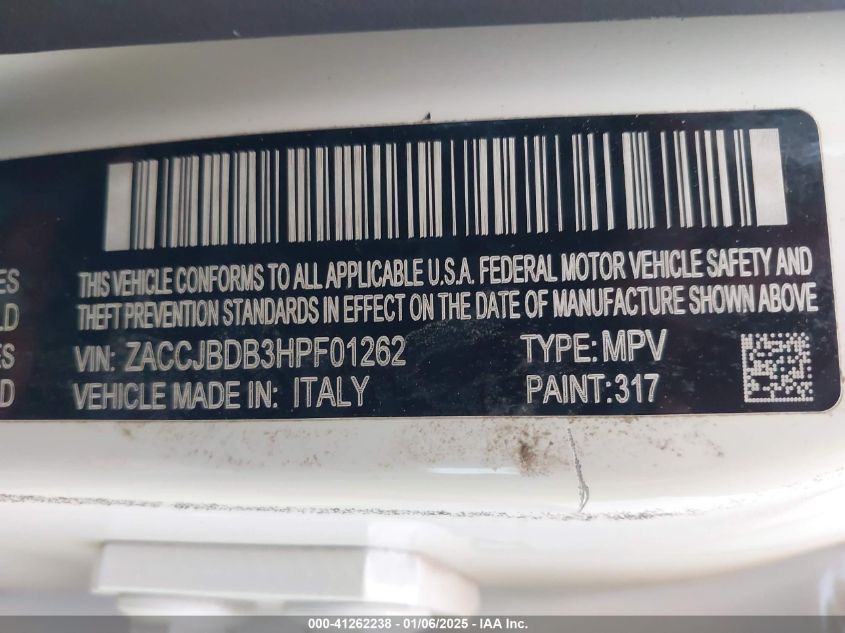 THIS VEHICLE CONFORMS TO ALL APPLICABLE U.S.A. FEDERAL MOTOR VEHICLE SAFETY AND
ES
THEFT PREVENTION STANDARDS IN EFFECT ON THE DATE OF MANUFACTURE SHOWN ABOVE
LD
VIN: ZACCJBDB3HPF01262 TYPE: MPV
ES
VEHICLE MADE IN: ITALY PAINT:317
D
000-41262238 - 01/06/2025 - IAA Inc.